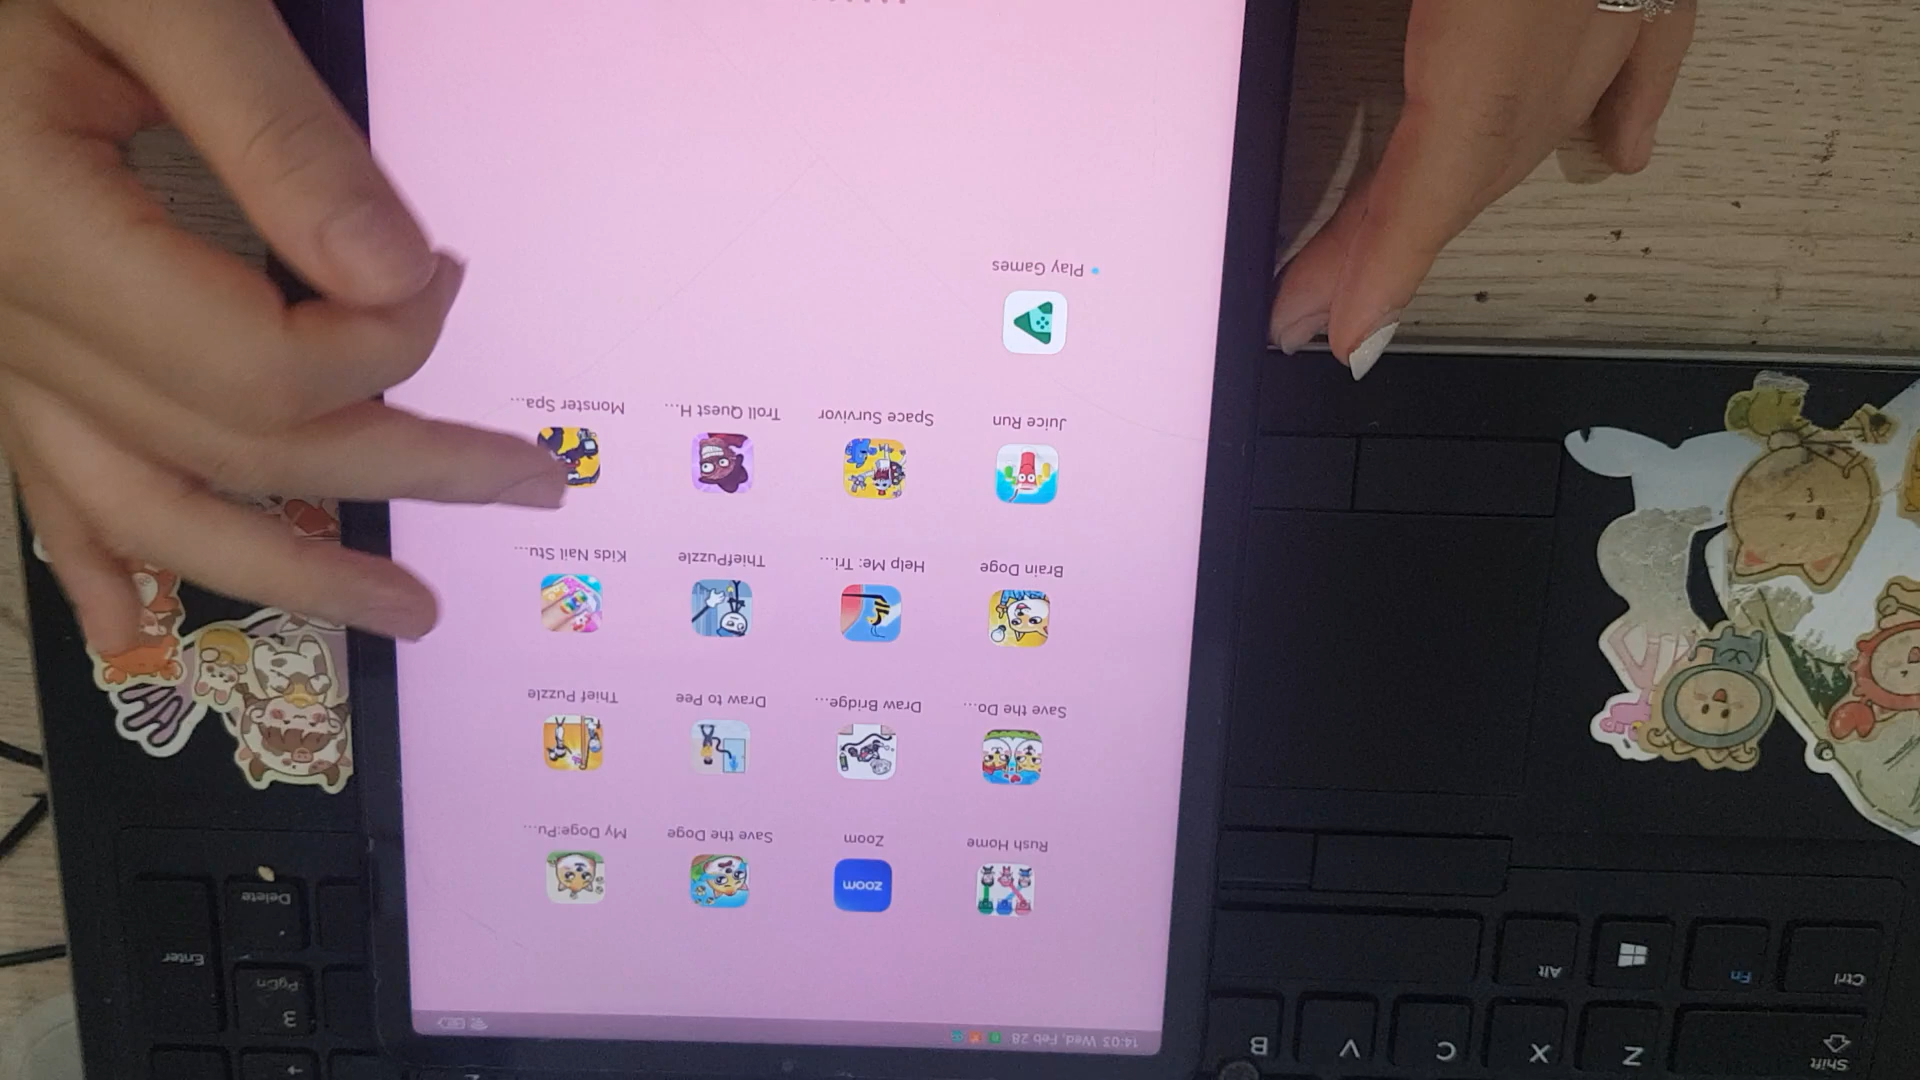 14:03 Wed, Feb 28
Rush Home
zoom
Zoom
Save the Doge
My Doge:Pu...
Save the Do...
Draw Bridge...
Draw to Pee
Thief Puzzle
Brain Doge
Help Me: Tri...
ThiefPuzzle
Kids Nail Stu...
Juice Run
Space Survivor
Troll Quest H...
Monster Spa...
Play Games
Shift
Z
X
C
V
B
Ctrl
Fn
Alt
3
PgDn
Enter
Delete